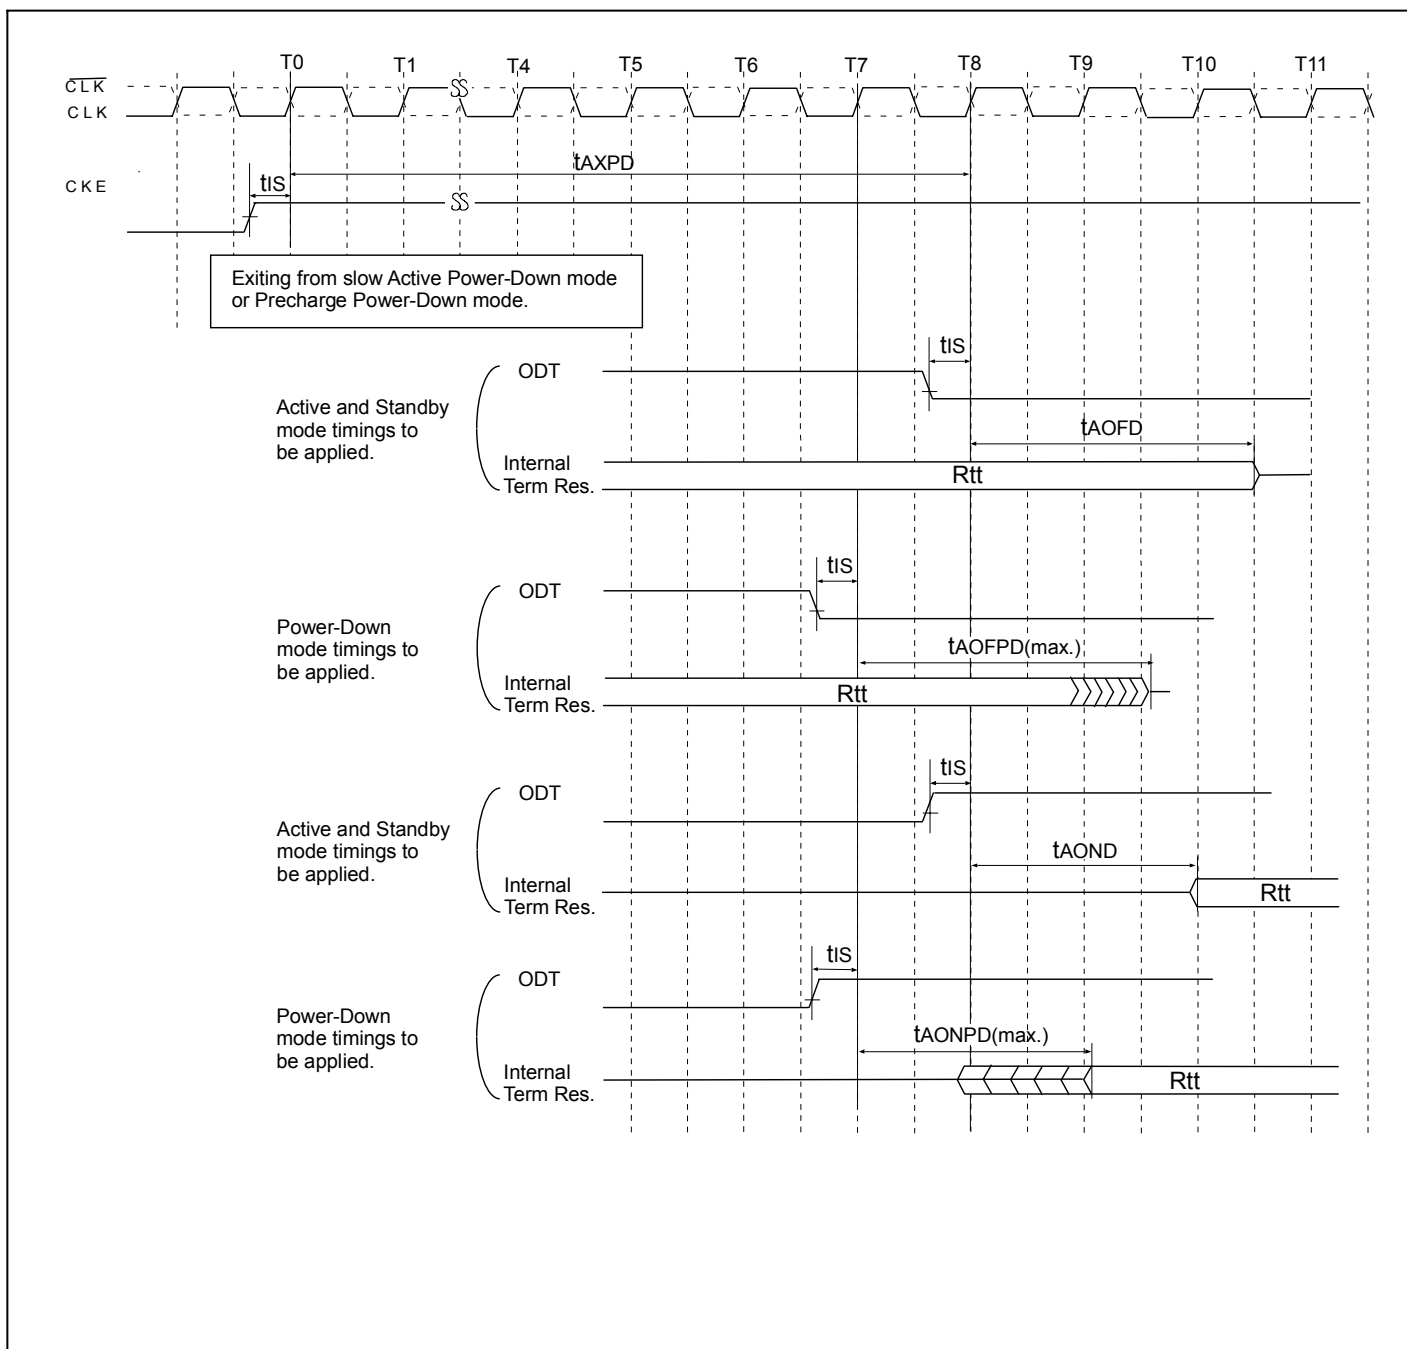 T0 T1 T4 T5 T6 T7 T8 T9 T10 T11
CLK
CLK
tAXPD
CKE
tIS
Exiting from slow Active Power-Down mode
or Precharge Power-Down mode.
tIS
ODT
Active and Standby
mode timings to
be applied.
tAOFD
Internal
Term Res.
Rtt
tIS
ODT
Power-Down
mode timings to
be applied.
tAOFPD(max.)
Internal
Term Res.
Rtt
tIS
ODT
Active and Standby
mode timings to
be applied.
tAOND
Internal
Term Res.
Rtt
tIS
ODT
Power-Down
mode timings to
be applied.
tAONPD(max.)
Internal
Term Res.
Rtt